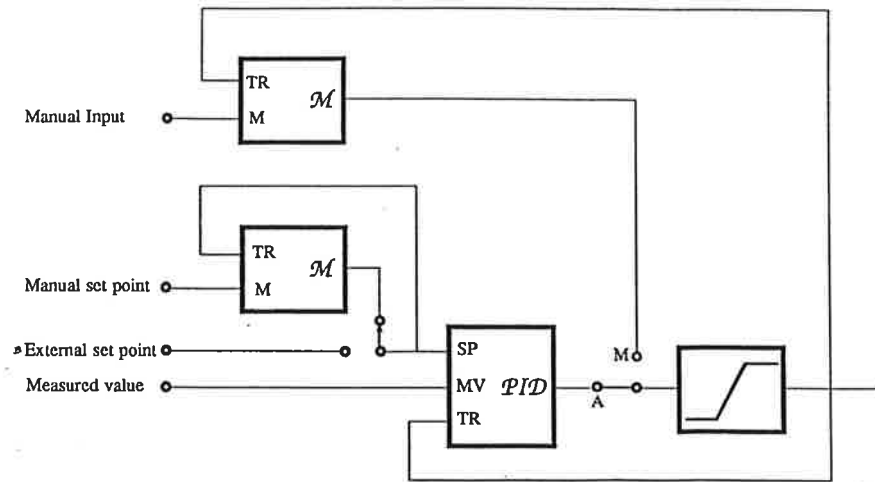 TR
M
M
Manual Input
TR
M
M
Manual set point
External set point
Measured value
SP
MV
TR
PID
A
M